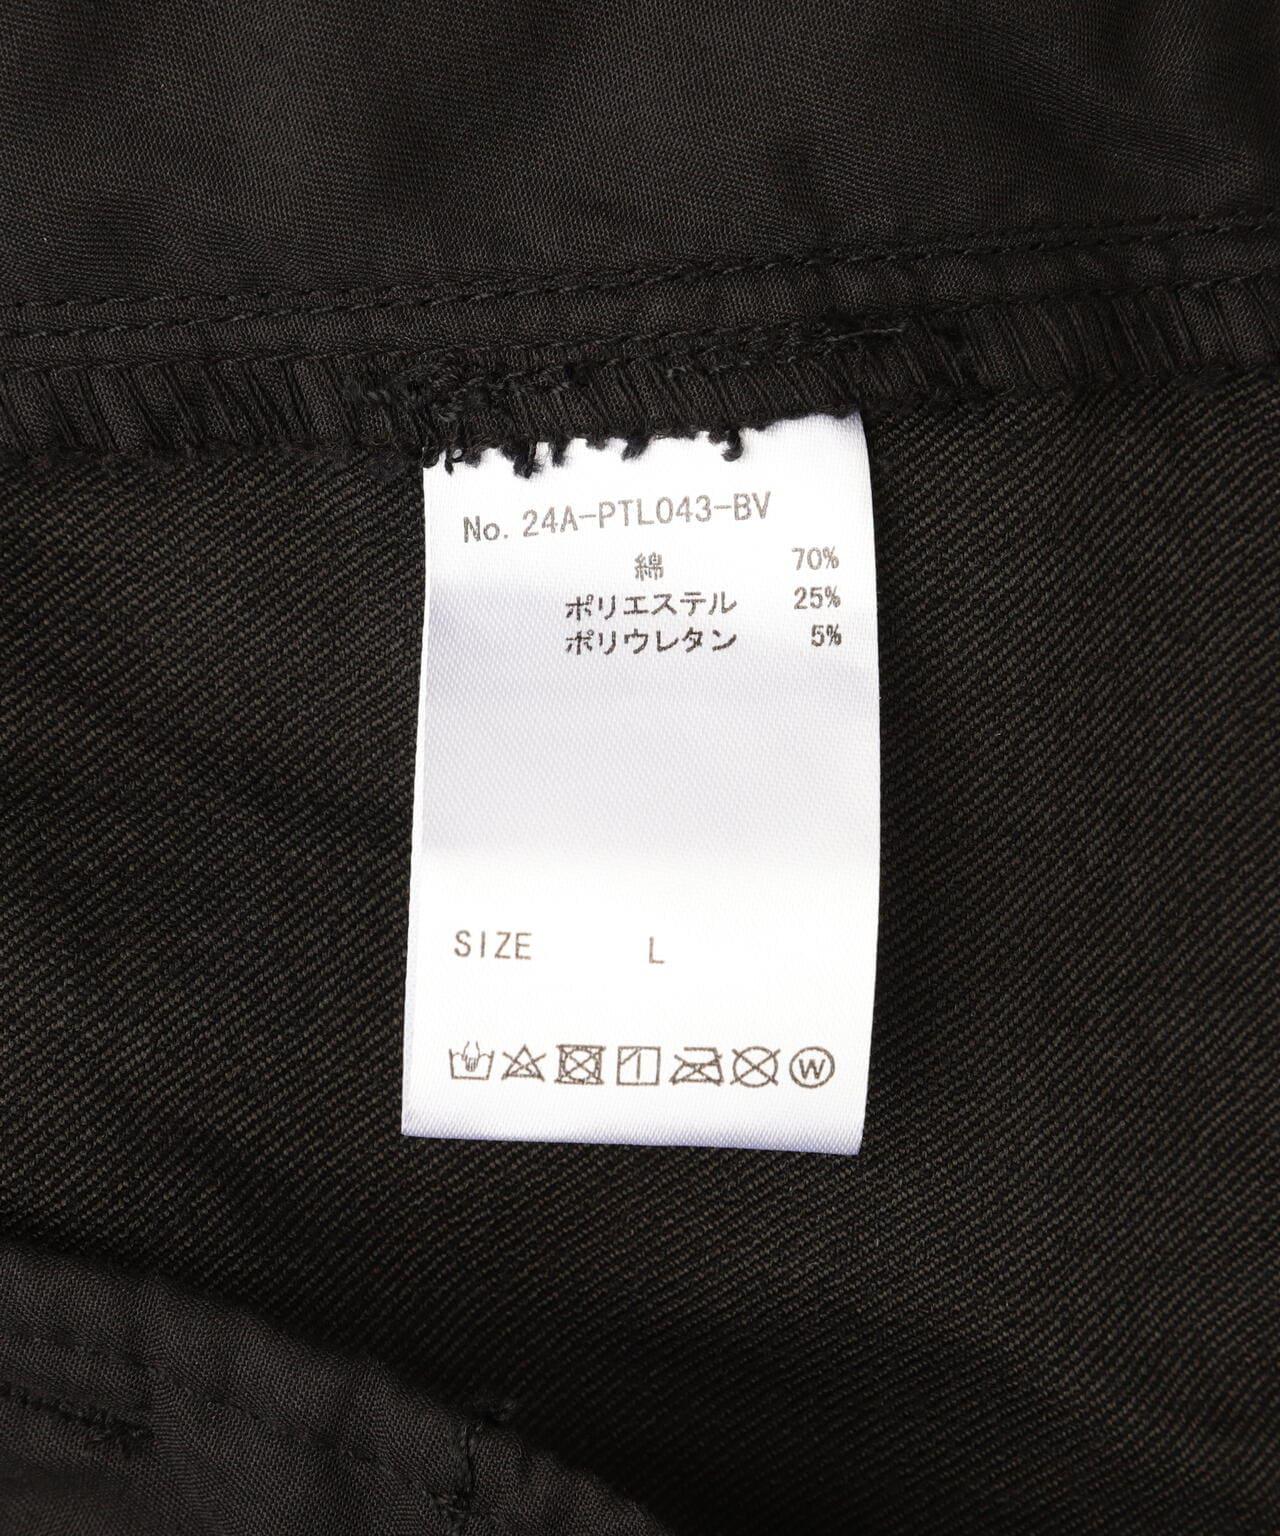 No. 24A-PTL043-BV
綿 70%
ポリエステル 25%
ポリウレタン 5%
SIZE L
W